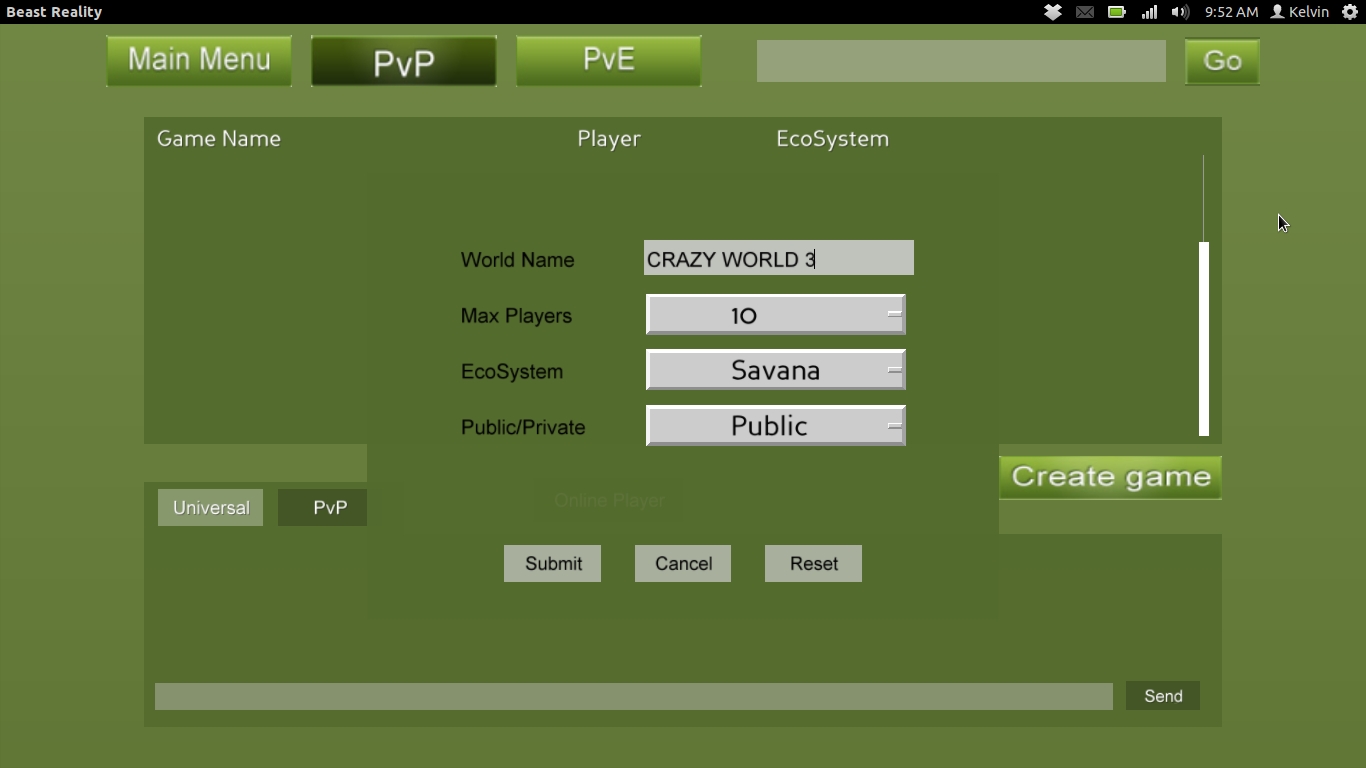 Beast Reality
9:52 AM Kelvin
Main Menu PvP PvE Go
Game Name Player EcoSystem
World Name CRAZY WORLD 3
Max Players 10
EcoSystem Savana
Public/Private Public
Create game
Universal PvP Online Player
Submit Cancel Reset
Send